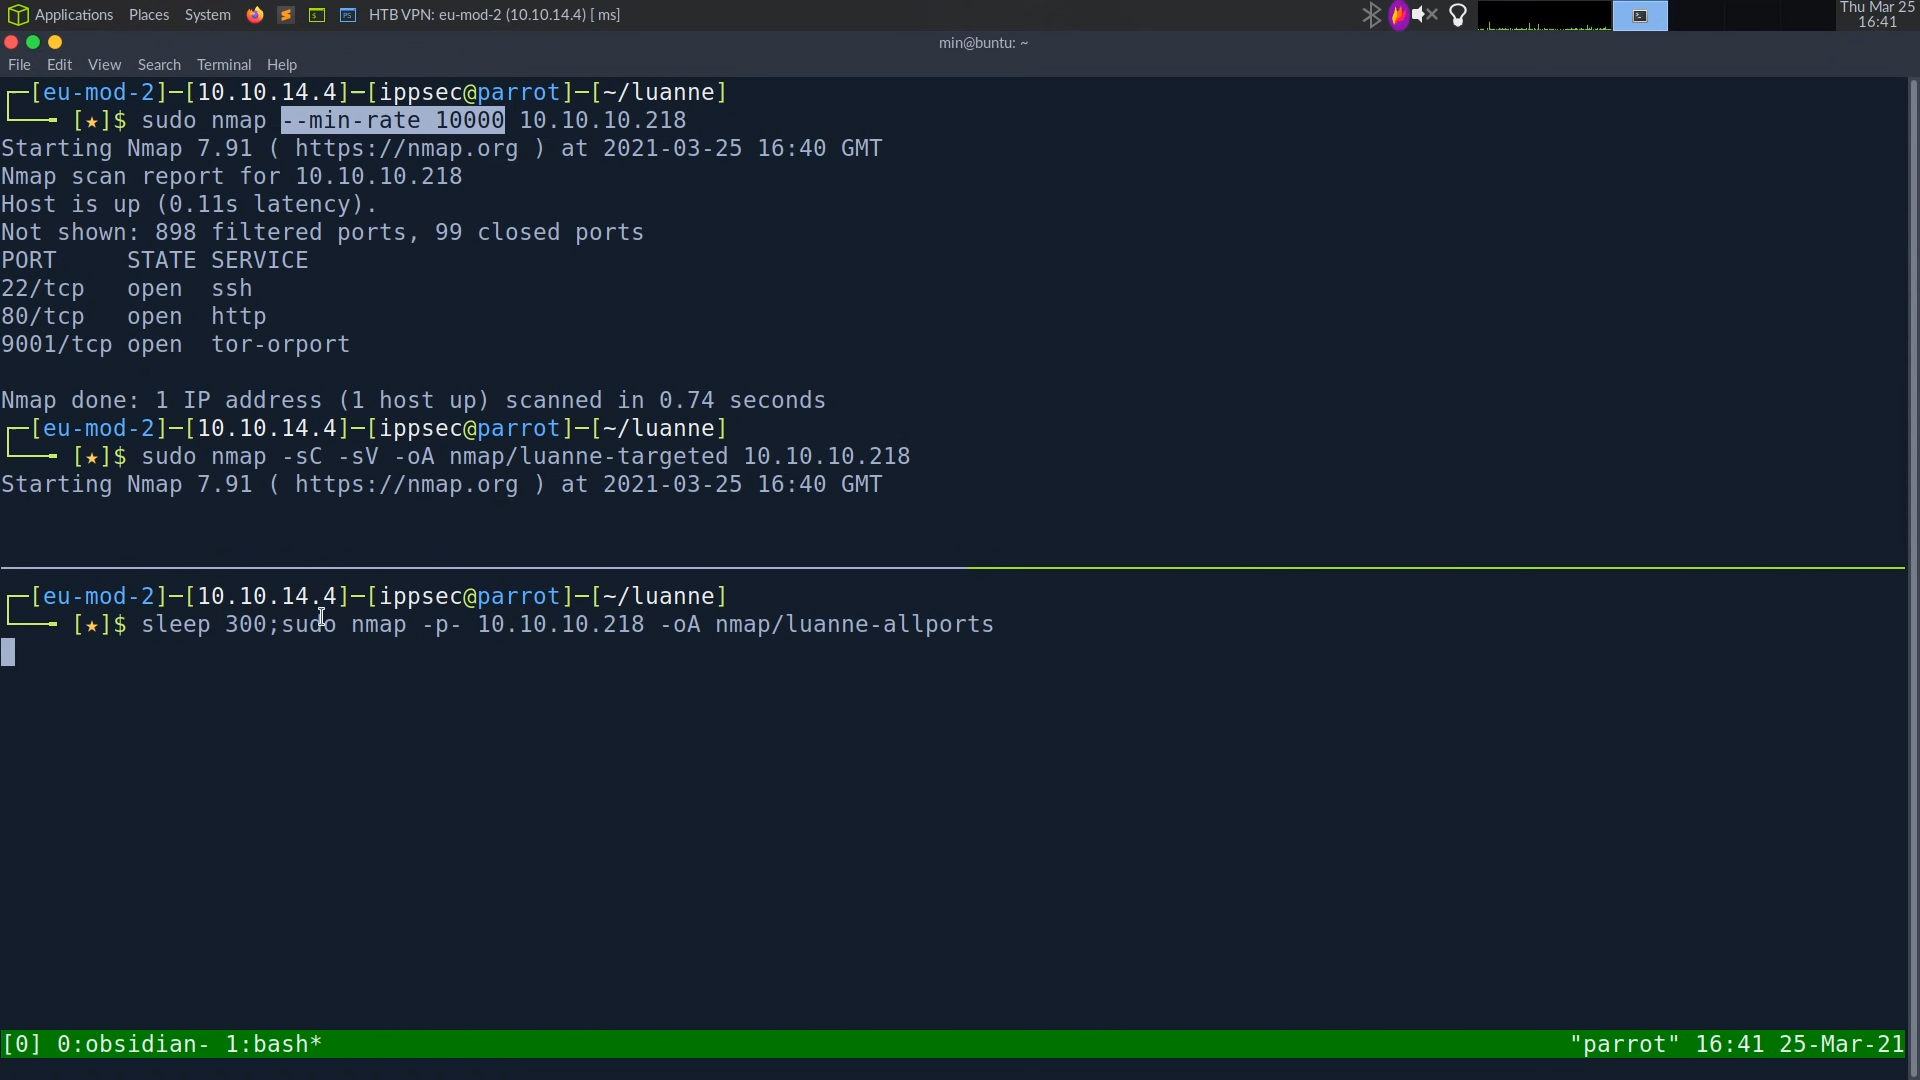 Applications Places System HTB VPN: eu-mod-2 (10.10.14.4) [ ms]
Thu Mar 25
16:41
min@buntu: ~
File Edit View Search Terminal Help
[eu-mod-2]─[10.10.14.4]─[ippsec@parrot]─[~/luanne]
[★]$ sudo nmap --min-rate 10000 10.10.10.218
Starting Nmap 7.91 ( https://nmap.org ) at 2021-03-25 16:40 GMT
Nmap scan report for 10.10.10.218
Host is up (0.11s latency).
Not shown: 898 filtered ports, 99 closed ports
PORT     STATE SERVICE
22/tcp   open  ssh
80/tcp   open  http
9001/tcp open  tor-orport
Nmap done: 1 IP address (1 host up) scanned in 0.74 seconds
[eu-mod-2]─[10.10.14.4]─[ippsec@parrot]─[~/luanne]
[★]$ sudo nmap -sC -sV -oA nmap/luanne-targeted 10.10.10.218
Starting Nmap 7.91 ( https://nmap.org ) at 2021-03-25 16:40 GMT
[eu-mod-2]─[10.10.14.4]─[ippsec@parrot]─[~/luanne]
[★]$ sleep 300;sudo nmap -p- 10.10.10.218 -oA nmap/luanne-allports
[0] 0:obsidian- 1:bash* "parrot" 16:41 25-Mar-21